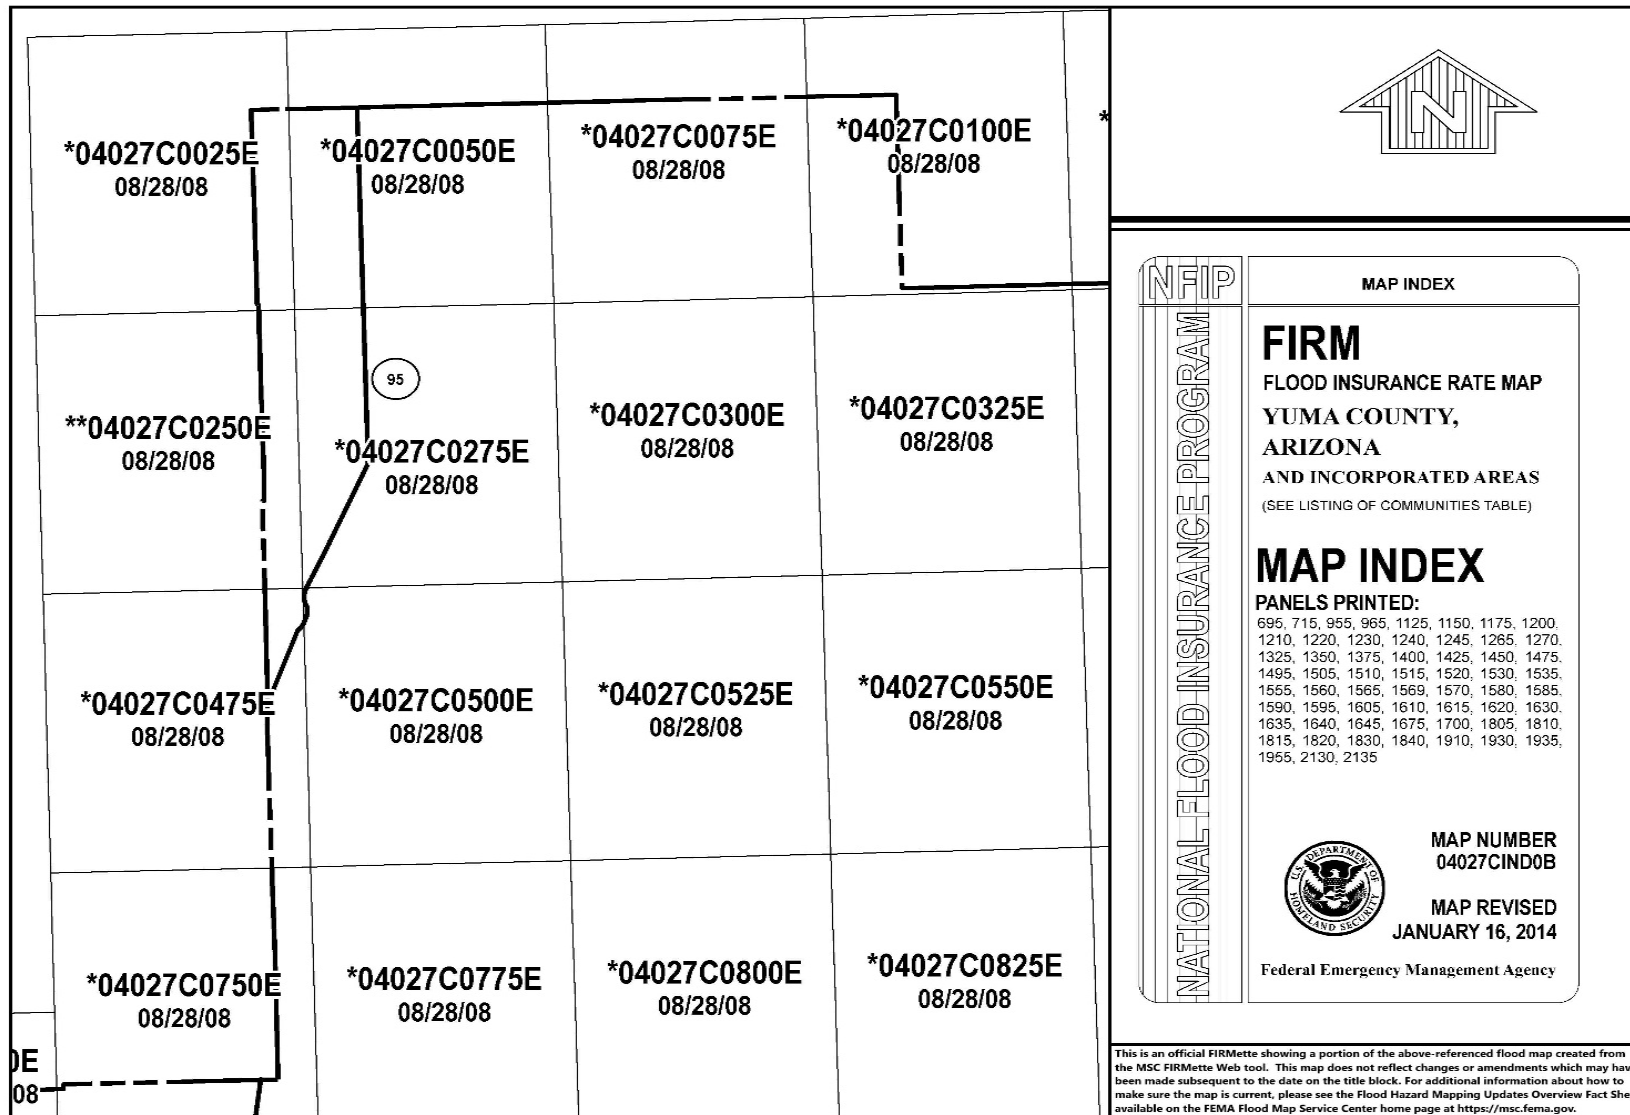 *04027C0025E
08/28/08
*04027C0050E
08/28/08
*04027C0075E
08/28/08
*04027C0100E
08/28/08
*
95
**04027C0250E
08/28/08
*04027C0275E
08/28/08
*04027C0300E
08/28/08
*04027C0325E
08/28/08
*04027C0475E
08/28/08
*04027C0500E
08/28/08
*04027C0525E
08/28/08
*04027C0550E
08/28/08
*04027C0750E
08/28/08
*04027C0775E
08/28/08
*04027C0800E
08/28/08
*04027C0825E
08/28/08
0E
08
N
NFIP
NATIONAL FLOOD INSURANCE PROGRAM
MAP INDEX
FIRM
FLOOD INSURANCE RATE MAP
YUMA COUNTY,
ARIZONA
AND INCORPORATED AREAS
(SEE LISTING OF COMMUNITIES TABLE)
MAP INDEX
PANELS PRINTED:
695, 715, 955, 965, 1125, 1150, 1175, 1200,
1210, 1220, 1230, 1240, 1245, 1265, 1270,
1325, 1350, 1375, 1400, 1425, 1450, 1475,
1495, 1505, 1510, 1515, 1520, 1530, 1535,
1555, 1560, 1565, 1569, 1570, 1580, 1585,
1590, 1595, 1605, 1610, 1615, 1620, 1630,
1635, 1640, 1645, 1675, 1700, 1805, 1810,
1815, 1820, 1830, 1840, 1910, 1930, 1935,
1955, 2130, 2135
U.S. DEPARTMENT OF
HOMELAND SECURITY
MAP NUMBER
04027CIND0B
MAP REVISED
JANUARY 16, 2014
Federal Emergency Management Agency
This is an official FIRMette showing a portion of the above-referenced flood map created from
the MSC FIRMette Web tool. This map does not reflect changes or amendments which may hav
been made subsequent to the date on the title block. For additional information about how to
make sure the map is current, please see the Flood Hazard Mapping Updates Overview Fact She
available on the FEMA Flood Map Service Center home page at https://msc.fema.gov.